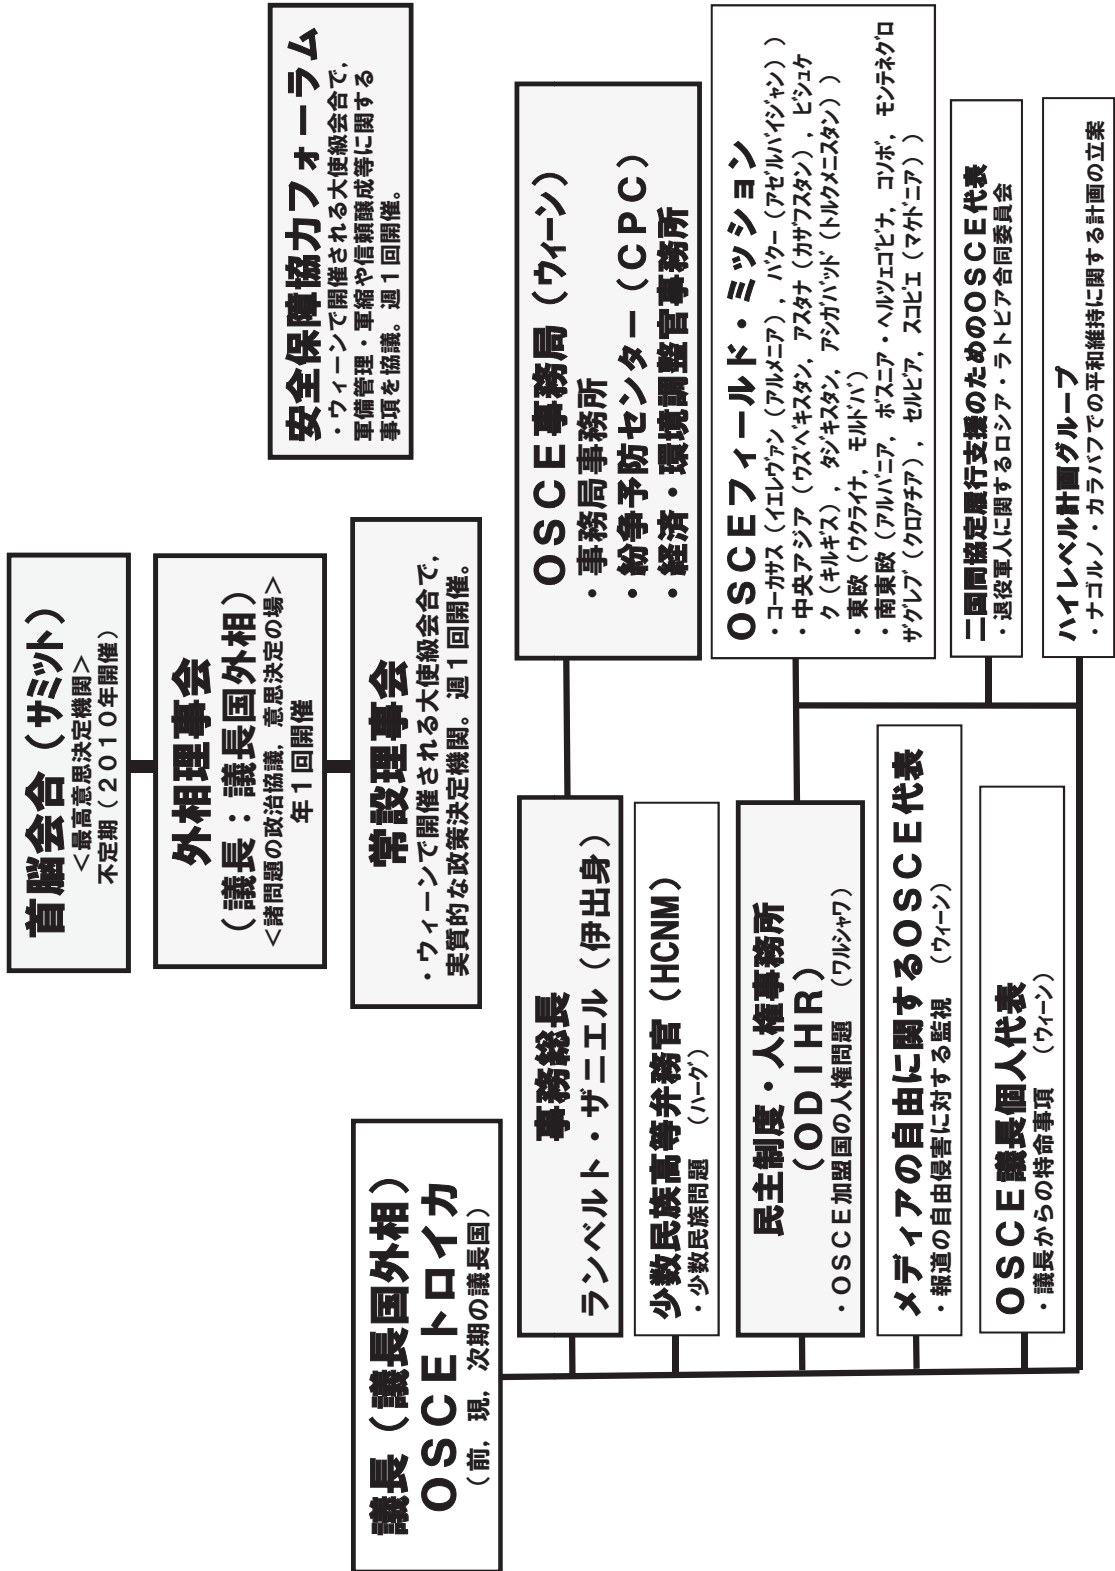 首脳会合（サミット）
＜最高意思決定機関＞
不定期（２０１０年開催）
外相理事会
（議長：議長国外相）
＜諸問題の政治協議，意思決定の場＞
年１回開催
常設理事会
・ウィーンで開催される大使級会合で，
実質的な政策決定機関。週１回開催。
安全保障協力フォーラム
・ウィーンで開催される大使級会合で，
軍備管理・軍縮や信頼醸成等に関する
事項を協議。週１回開催。
議長（議長国外相）
ＯＳＣＥトロイカ
（前，現，次期の議長国）
事務総長
ランベルト・ザニエル（伊出身）
少数民族高等弁務官（HCNM）
・少数民族問題　（ハーグ）
民主制度・人権事務所
（ＯＤＩＨＲ）
・ＯＳＣＥ加盟国の人権問題　（ワルシャワ）
メディアの自由に関するＯＳＣＥ代表
・報道の自由侵害に対する監視　（ウィーン）
ＯＳＣＥ議長個人代表
・議長からの特命事項　（ウィーン）
ＯＳＣＥ事務局（ウィーン）
・事務局事務所
・紛争予防センター（ＣＰＣ）
・経済・環境調整官事務所
ＯＳＣＥフィールド・ミッション
・コーカサス（イエレヴァン（アルメニア），バクー（アゼルバイジャン））
・中央アジア（ウズベキスタン，アスタナ（カザフスタン），ビシュケ
ク（キルギス），タジキスタン，アシガバッド（トルクメニスタン））
・東欧（ウクライナ，モルドバ）
・南東欧（アルバニア，ボスニア・ヘルツェゴビナ，コソボ，モンテネグロ
ザグレブ（クロアチア），セルビア，スコピエ（マケドニア））
二国間協定履行支援のためのＯＳＣＥ代表
・退役軍人に関するロシア・ラトビア合同委員会
ハイレベル計画グループ
・ナゴルノ・カラバフでの平和維持に関する計画の立案